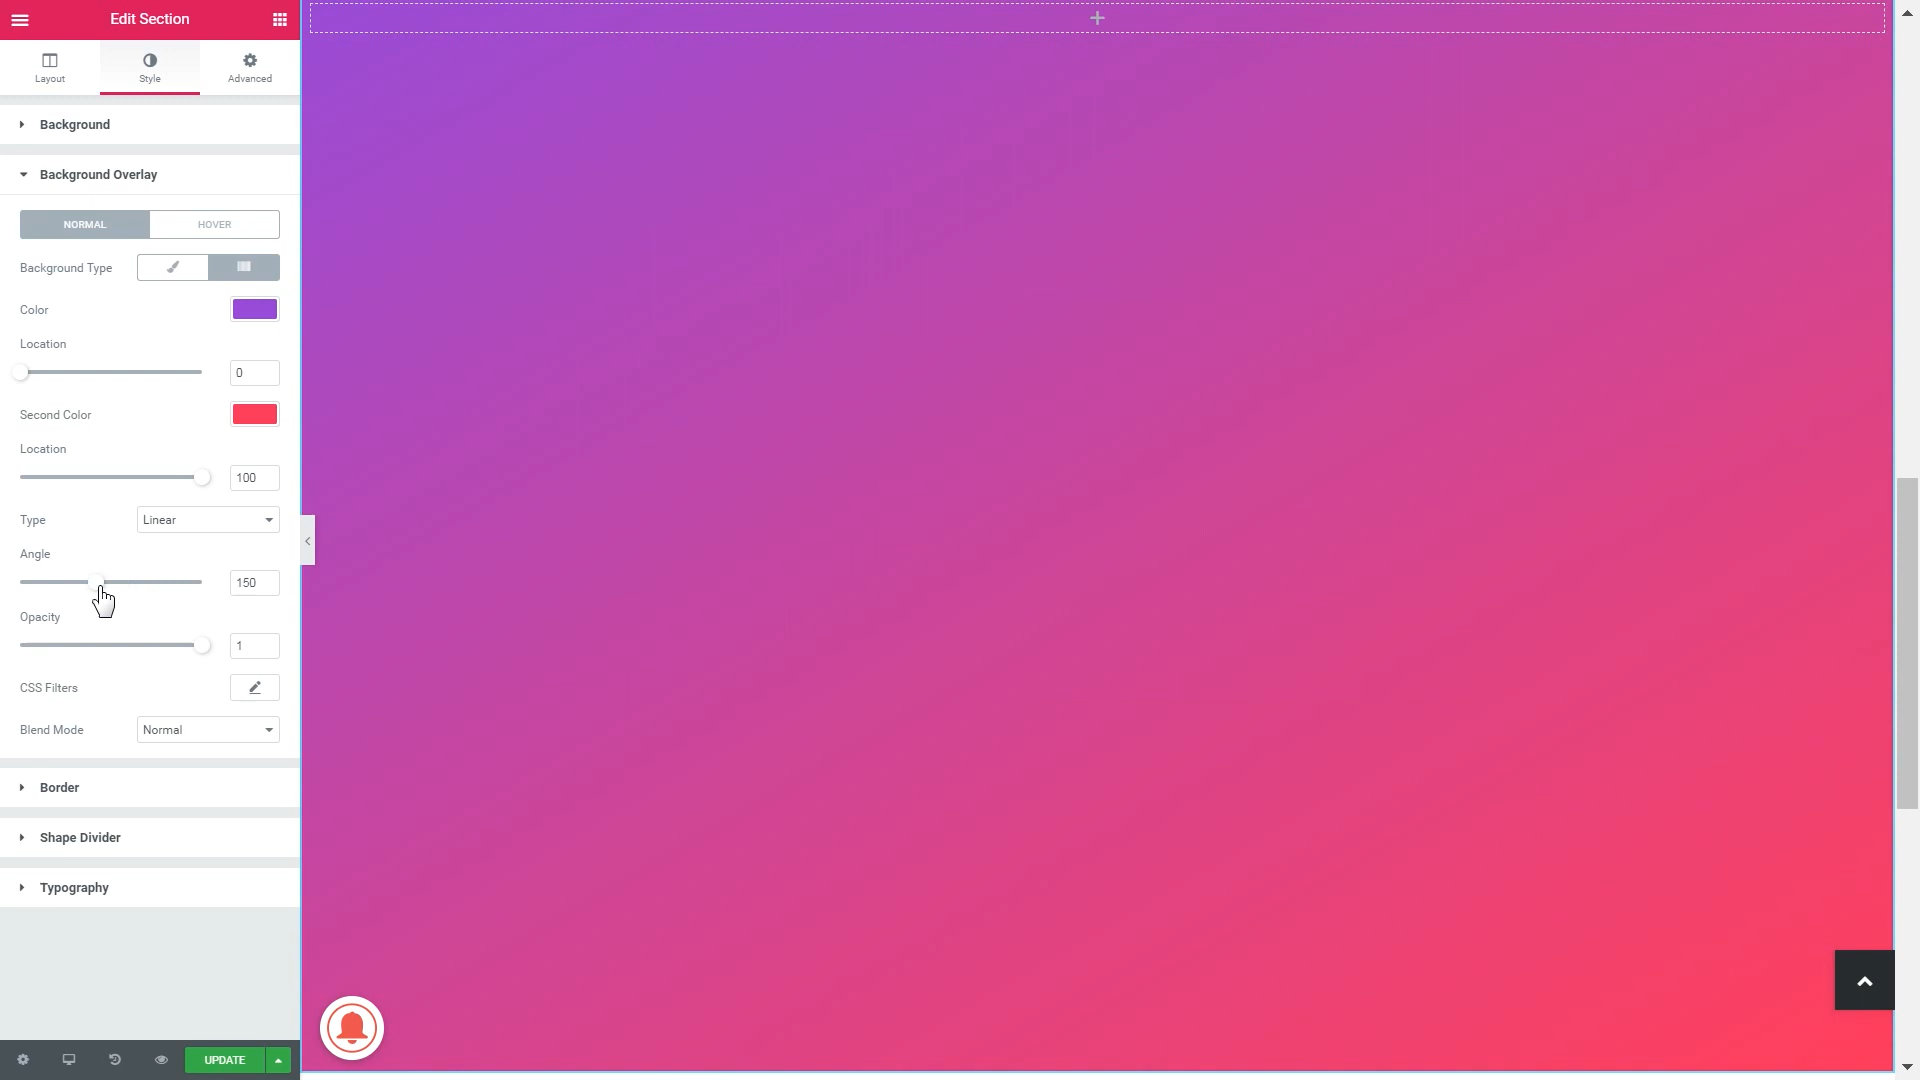 Edit Section
Layout
Style
Advanced
Background
Background Overlay
NORMAL
HOVER
Background Type
Color
Location
0
Second Color
Location
100
Type
Linear
Angle
150
Opacity
1
CSS Filters
Blend Mode
Normal
Border
Shape Divider
Typography
UPDATE